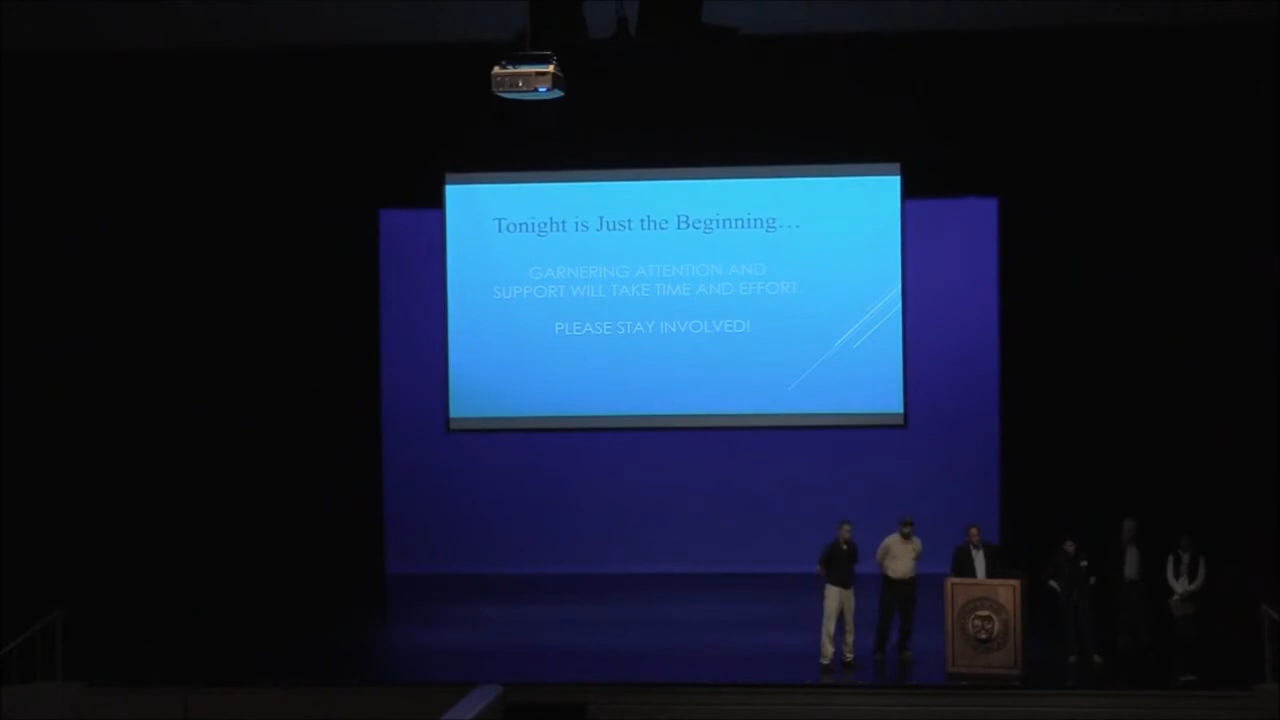 Tonight is Just the Beginning…
GARNERING ATTENTION AND
SUPPORT WILL TAKE TIME AND EFFORT.
PLEASE STAY INVOLVED!